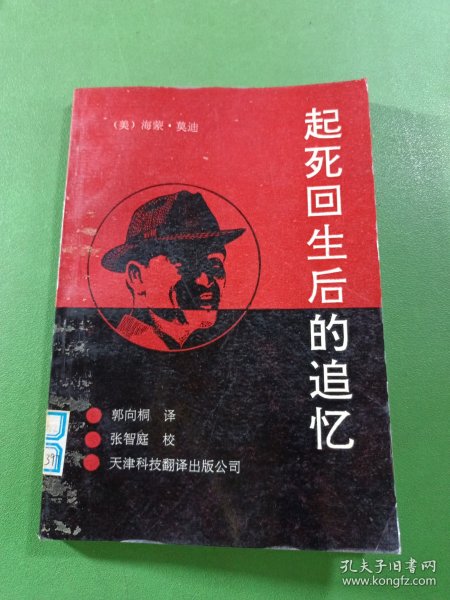 (美)海蒙·莫迪
起死回生后的追忆
郭向桐 译
张智庭 校
天津科技翻译出版公司
39
孔夫子旧书网
www.kongfz.com